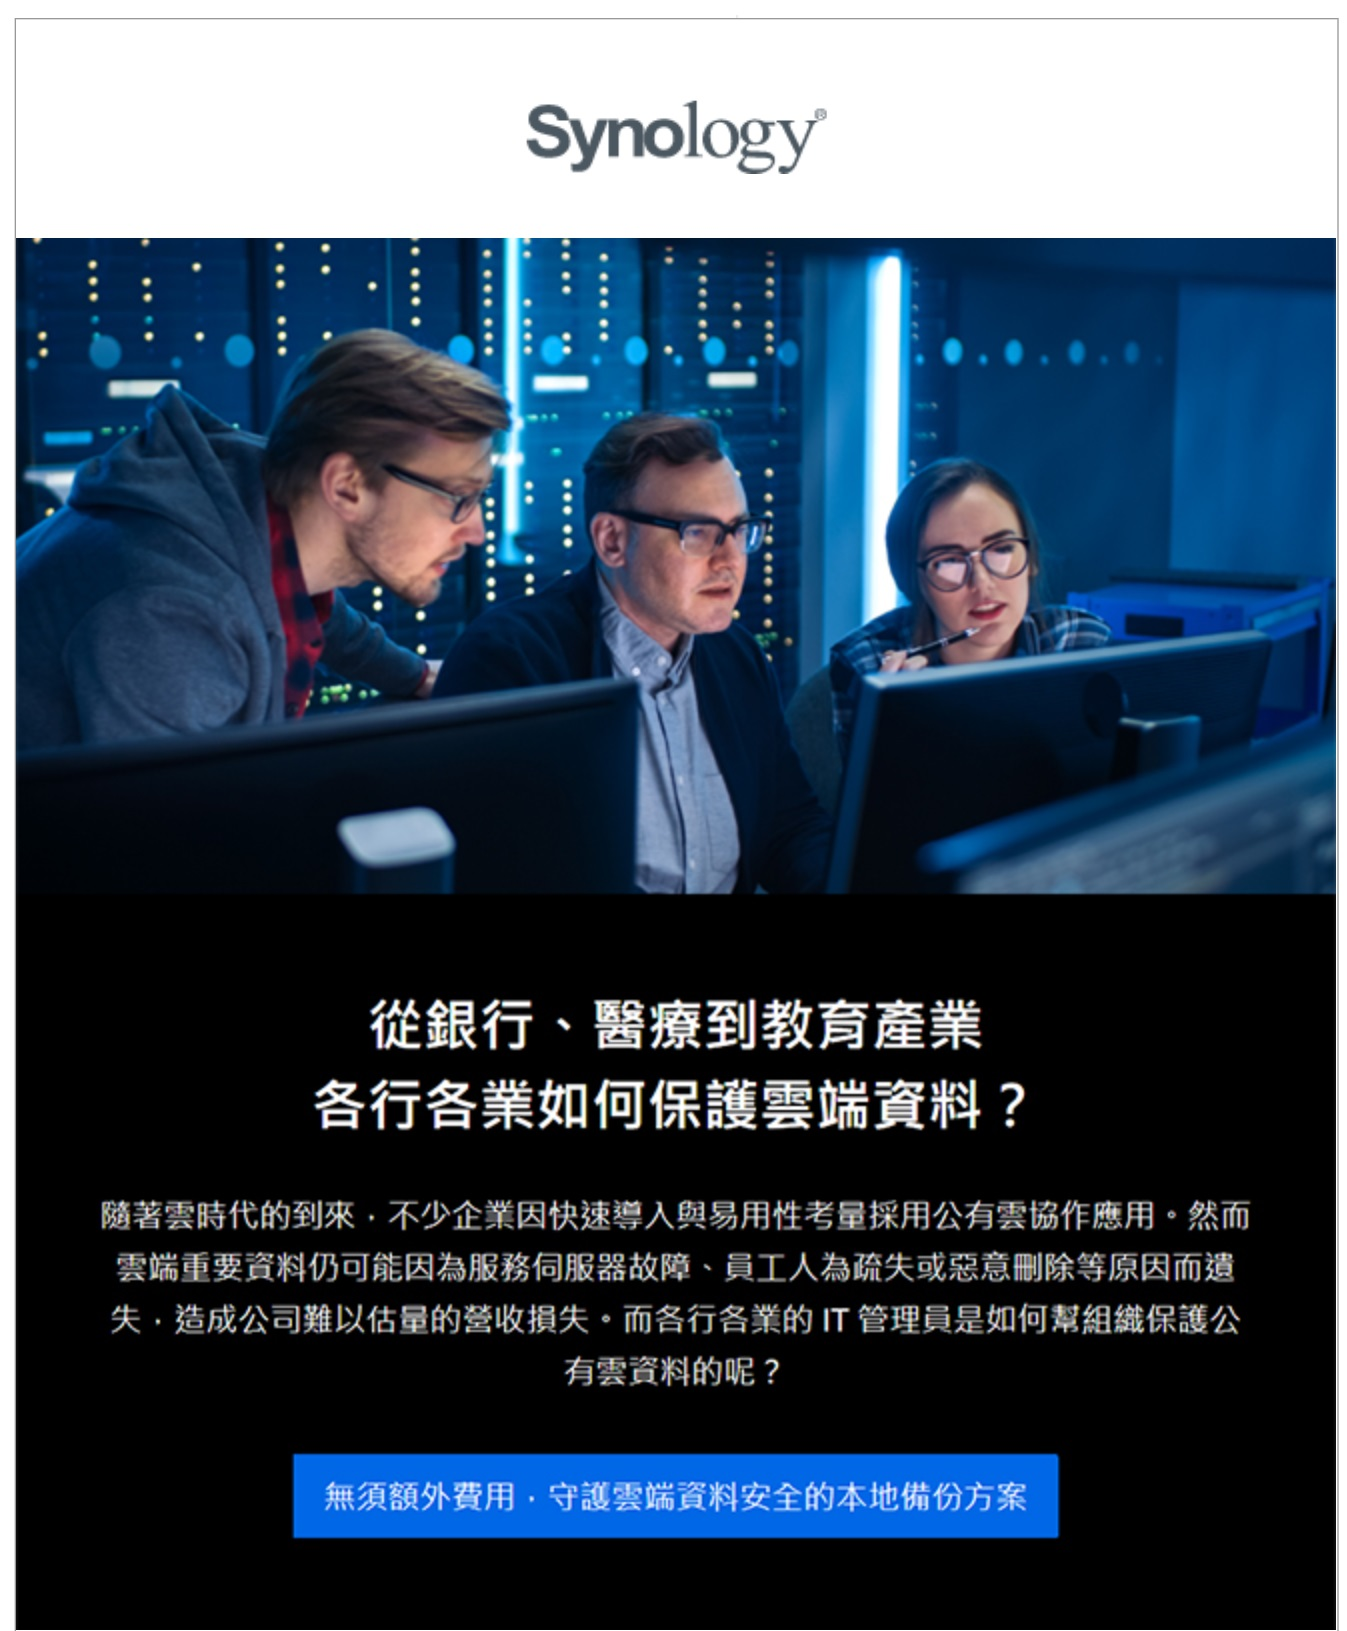 Synology®
從銀行、醫療到教育產業
各行各業如何保護雲端資料？
隨著雲時代的到來，不少企業因快速導入與易用性考量採用公有雲協作應用。然而
雲端重要資料仍可能因為服務伺服器故障、員工人為疏失或惡意刪除等原因而遺
失，造成公司難以估量的營收損失。而各行各業的 IT 管理員是如何幫組織保護公
有雲資料的呢？
無須額外費用，守護雲端資料安全的本地備份方案